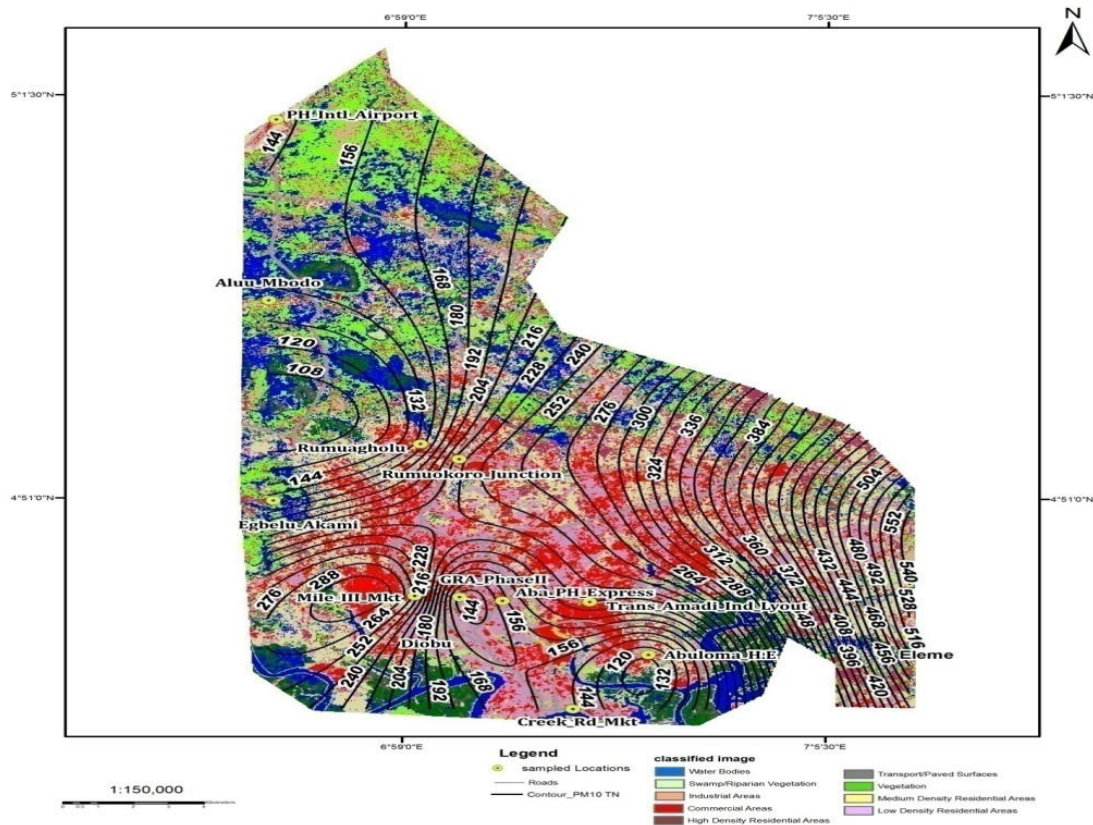 6°59'0"E 7°5'30"E
N
5°1'30"N 5°1'30"N
PH_Intl_Airport
144
156
Aluu_Mbodo
168
180
120
216
192
240
108
228
204
132
252
276
300
336
384
Rumuagholu
324
504
Rumuokoro_Junction
144
4°51'0"N 4°51'0"N
552
Egbelu_Akami
228
360
480
312
432
492
264
372
540
288
GRA_PhaseII
288
444
276
216
Aba_PH_Express
528
Mile_III_Mkt
144
Trans_Amadi_Ind_Lyout
348
468
264
180
156
408
516
Diobu
252
156
396
456
Abuloma_H:E
Eleme
120
240
204
168
132
420
192
144
Creek_Rd_Mkt
6°59'0"E 7°5'30"E
Legend
sampled Locations
Roads
Contour_PM10 TN
classified image
Water Bodies
Swamp/Riparian Vegetation
Industrial Areas
Commercial Areas
High Density Residential Areas
Transport/Paved Surfaces
Vegetation
Medium Density Residential Areas
Low Density Residential Areas
1:150,000